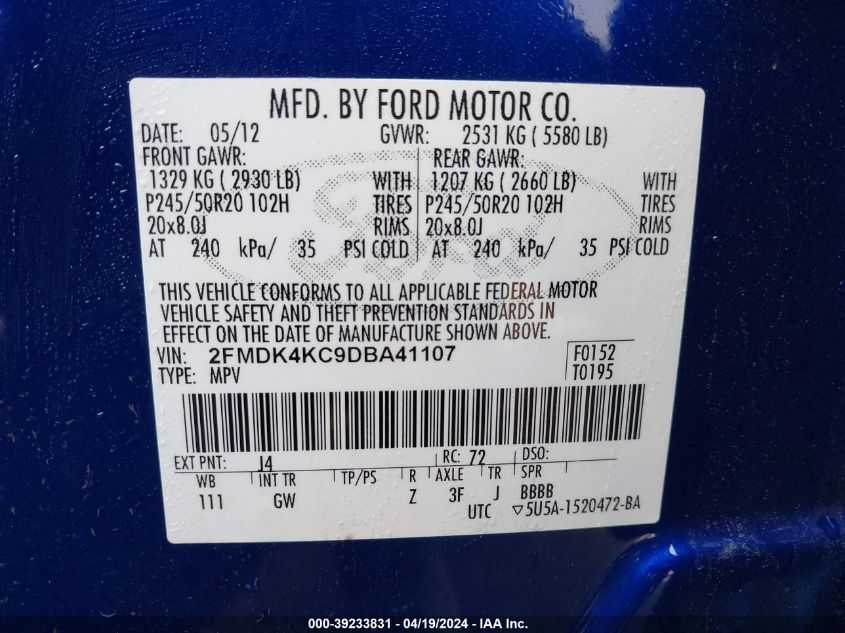 MFD. BY FORD MOTOR CO.
DATE: 05/12 GVWR: 2531 KG ( 5580 LB)
FRONT GAWR: REAR GAWR:
1329 KG ( 2930 LB) WITH 1207 KG ( 2660 LB) WITH
P245/50R20 102H TIRES P245/50R20 102H TIRES
20x8.0J RIMS 20x8.0J RIMS
AT 240 kPa/ 35 PSI COLD AT 240 kPa/ 35 PSI COLD
Ford
THIS VEHICLE CONFORMS TO ALL APPLICABLE FEDERAL MOTOR
VEHICLE SAFETY AND THEFT PREVENTION STANDARDS IN
EFFECT ON THE DATE OF MANUFACTURE SHOWN ABOVE.
VIN: 2FMDK4KC9DBA41107 F0152
TYPE: MPV T0195
EXT PNT: J4 RC: 72 DSO:
WB INT TR TP/PS R AXLE TR SPR
111 GW Z 3F J BBBB
UTC ▽5U5A-1520472-BA
000-39233831 - 04/19/2024 - IAA Inc.